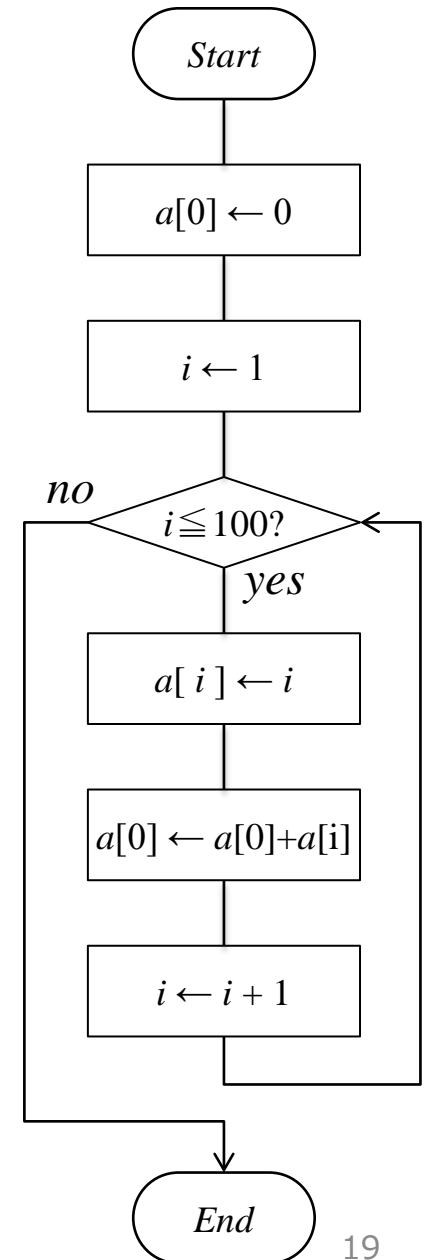 Start
a[0] ← 0
i ← 1
no
i≦100?
yes
a[ i ] ← i
a[0] ← a[0]+a[i]
i ← i + 1
End
19